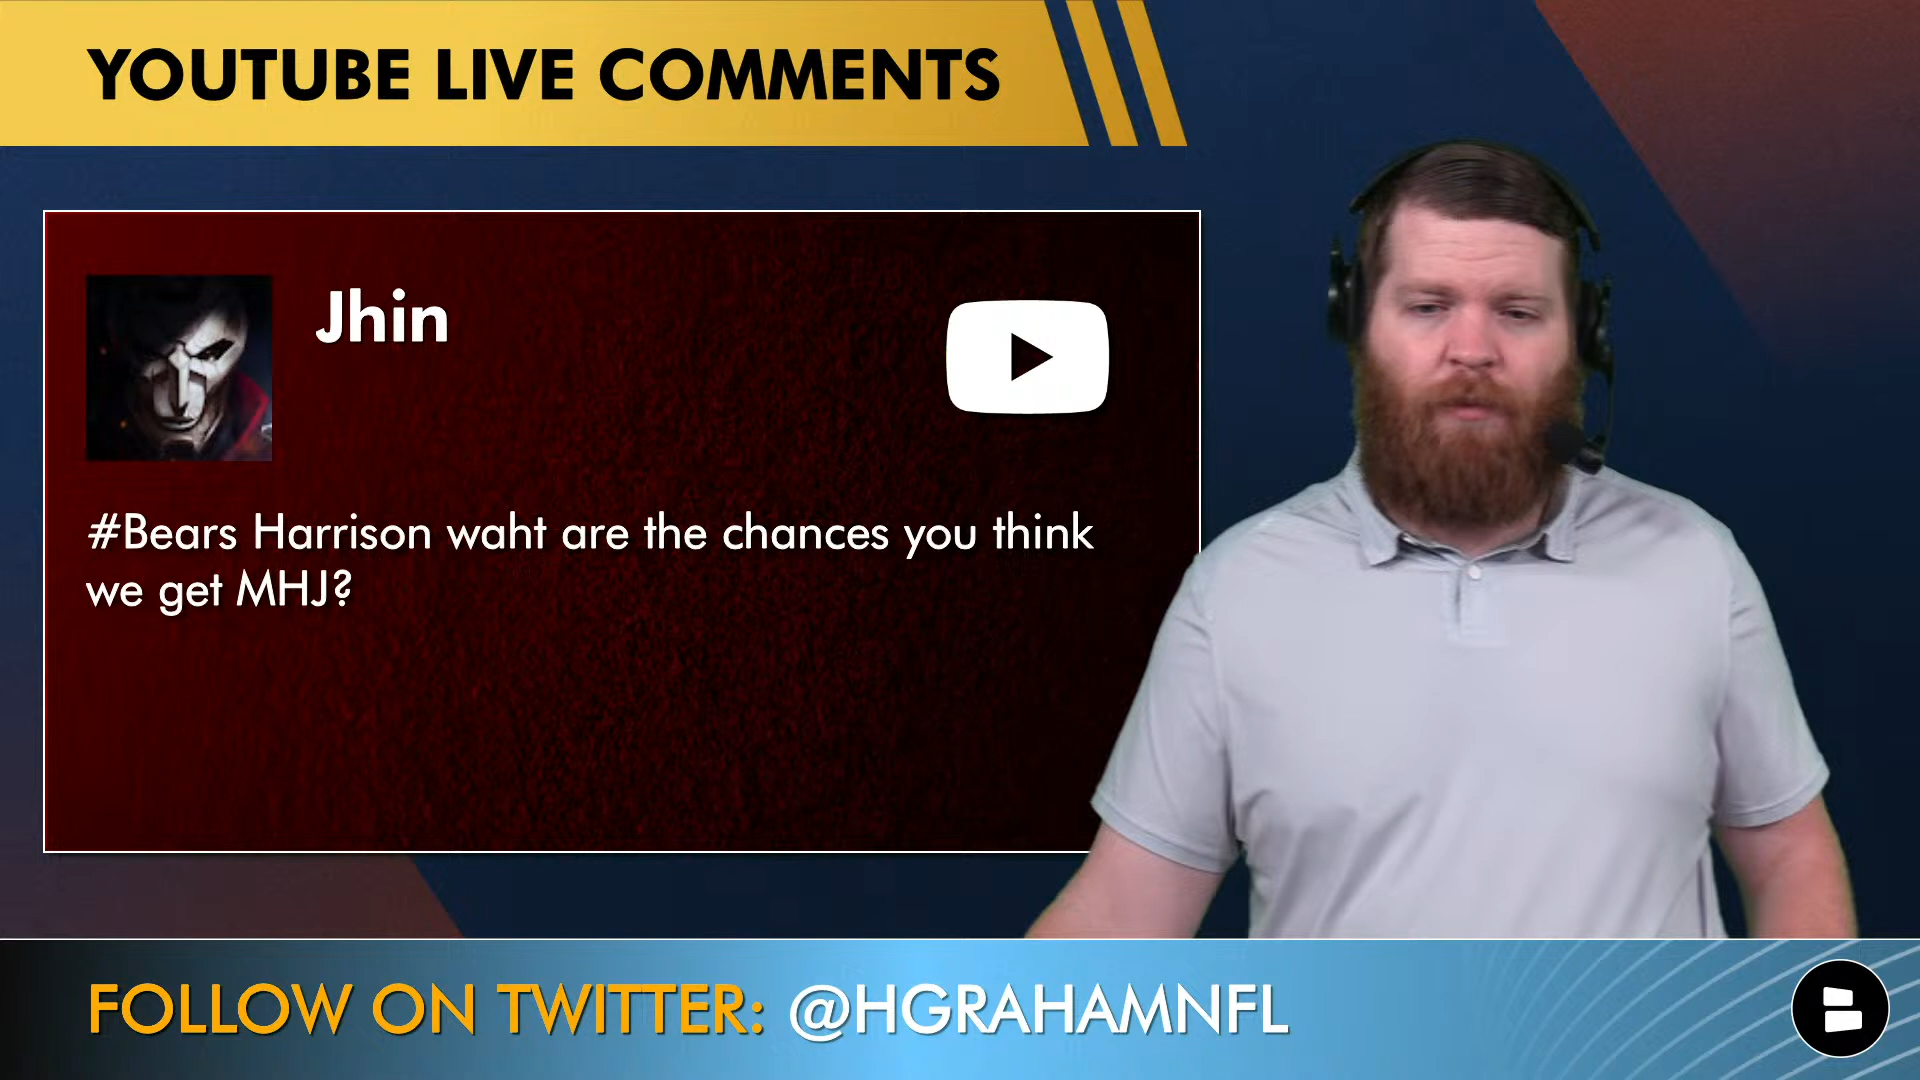 YOUTUBE LIVE COMMENTS
Jhin
#Bears Harrison waht are the chances you think
we get MHJ?
FOLLOW ON TWITTER: @HGRAHAMNFL